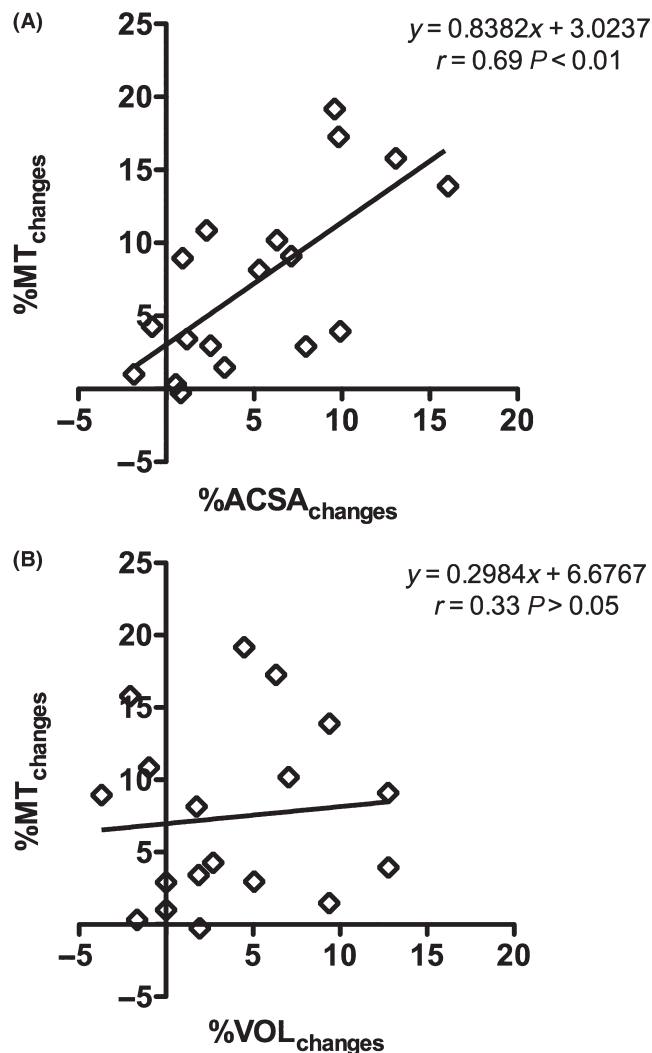 (A)
y = 0.8382x + 3.0237
r = 0.69 P < 0.01
25
20
15
10
5
–5
–5
5
10
15
20
%MTchanges
%ACSAchanges
(B)
y = 0.2984x + 6.6767
r = 0.33 P > 0.05
25
20
15
10
5
–5
–5
5
10
15
20
%MTchanges
%VOLchanges